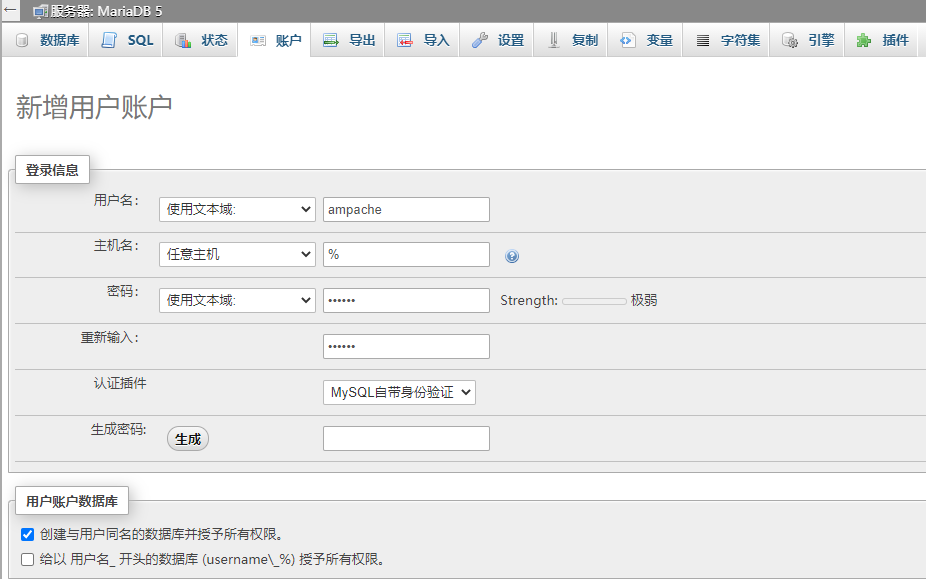 服务器: MariaDB 5
数据库 SQL 状态 账户 导出 导入 设置 复制 变量 字符集 引擎 插件
新增用户账户
登录信息
用户名: 使用文本域: ampache
主机名: 任意主机 %
密码: 使用文本域: •••••• Strength: 极弱
重新输入: ••••••
认证插件 MySQL自带身份验证
生成密码: 生成
用户账户数据库
创建与用户同名的数据库并授予所有权限。
给以 用户名_ 开头的数据库 (username\_%) 授予所有权限。